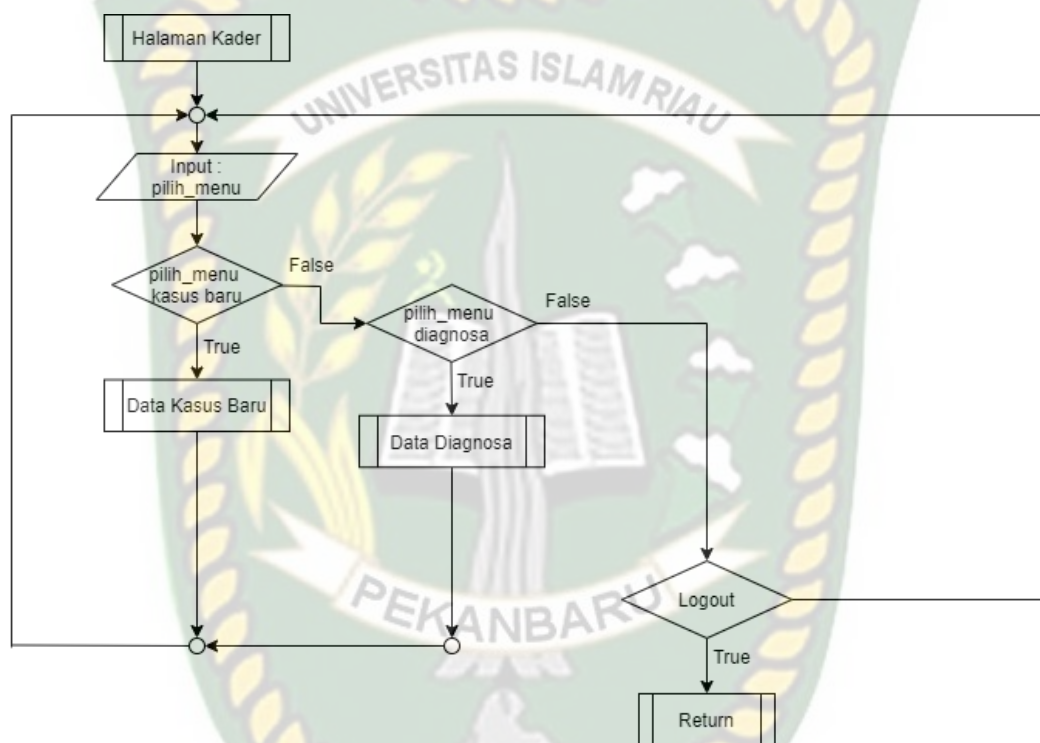 Halaman Kader
UNIVERSITAS ISLAM RIAU
Input :
pilih_menu
pilih_menu
kasus baru
False
pilih_menu
diagnosa
False
True
Data Kasus Baru
True
Data Diagnosa
PEKANBARU
Logout
True
Return